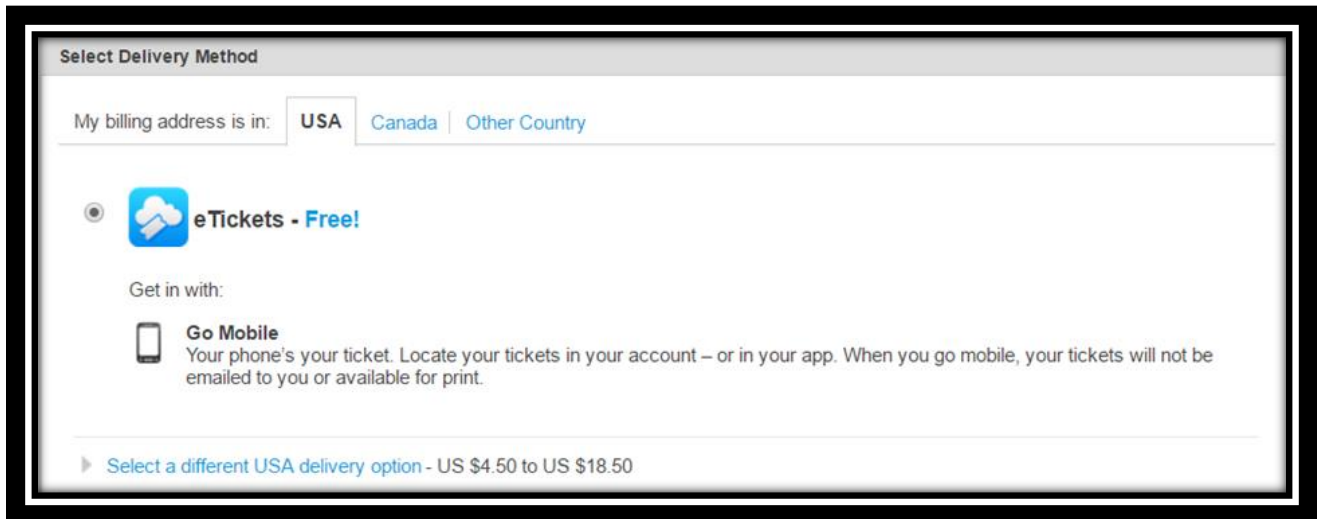 Select Delivery Method
My billing address is in: USA Canada Other Country
eTickets - Free!
Get in with:
Go Mobile
Your phone's your ticket. Locate your tickets in your account – or in your app. When you go mobile, your tickets will not be
emailed to you or available for print.
Select a different USA delivery option - US $4.50 to US $18.50